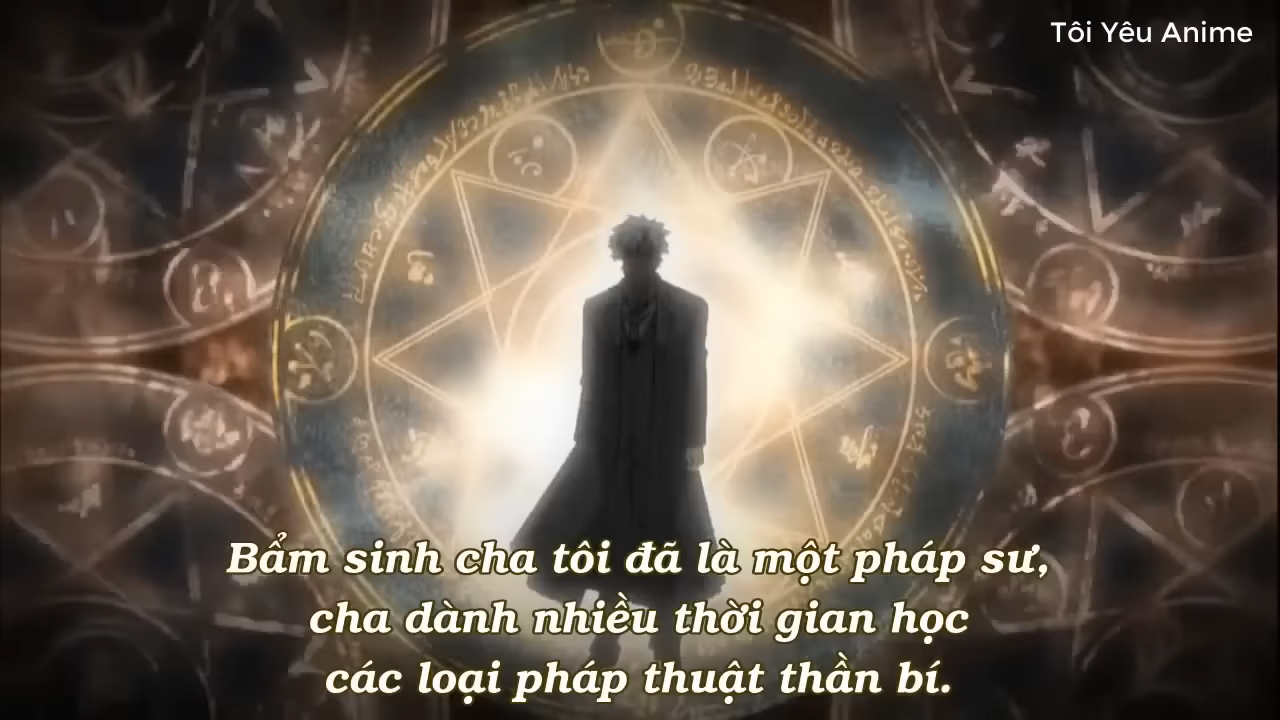 Tôi Yêu Anime
Bẩm sinh cha tôi đã là một pháp sư,
cha dành nhiều thời gian học
các loại pháp thuật thần bí.